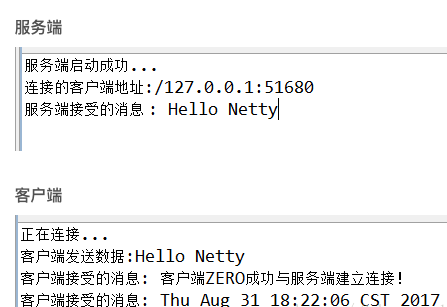 服务端
服务端启动成功...
连接的客户端地址:/127.0.0.1:51680
服务端接受的消息 : Hello Netty
客户端
正在连接...
客户端发送数据:Hello Netty
客户端接受的消息: 客户端ZERO成功与服务端建立连接!
客户端接受的消息: Thu Aug 31 18:22:06 CST 2017